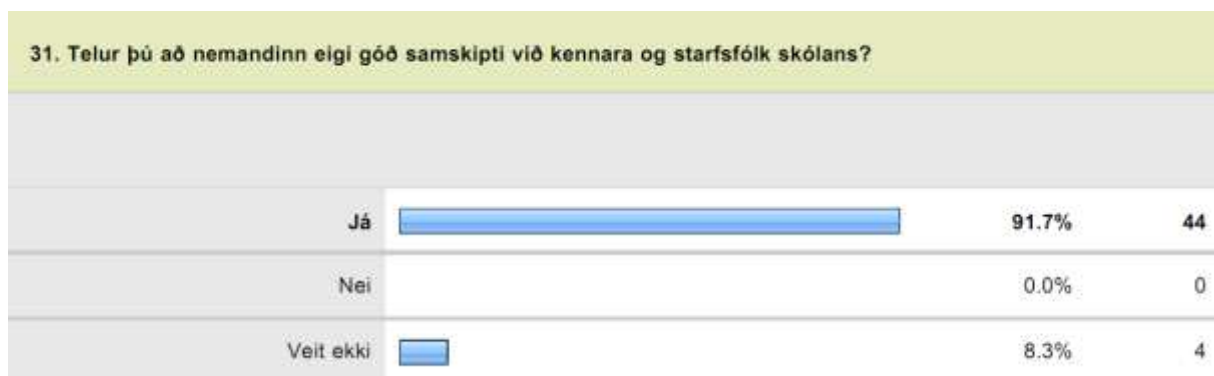 31. Telur þú að nemandinn eigi góð samskipti við kennara og starfsfólk skólans?
Já 91.7% 44
Nei 0.0% 0
Veit ekki 8.3% 4